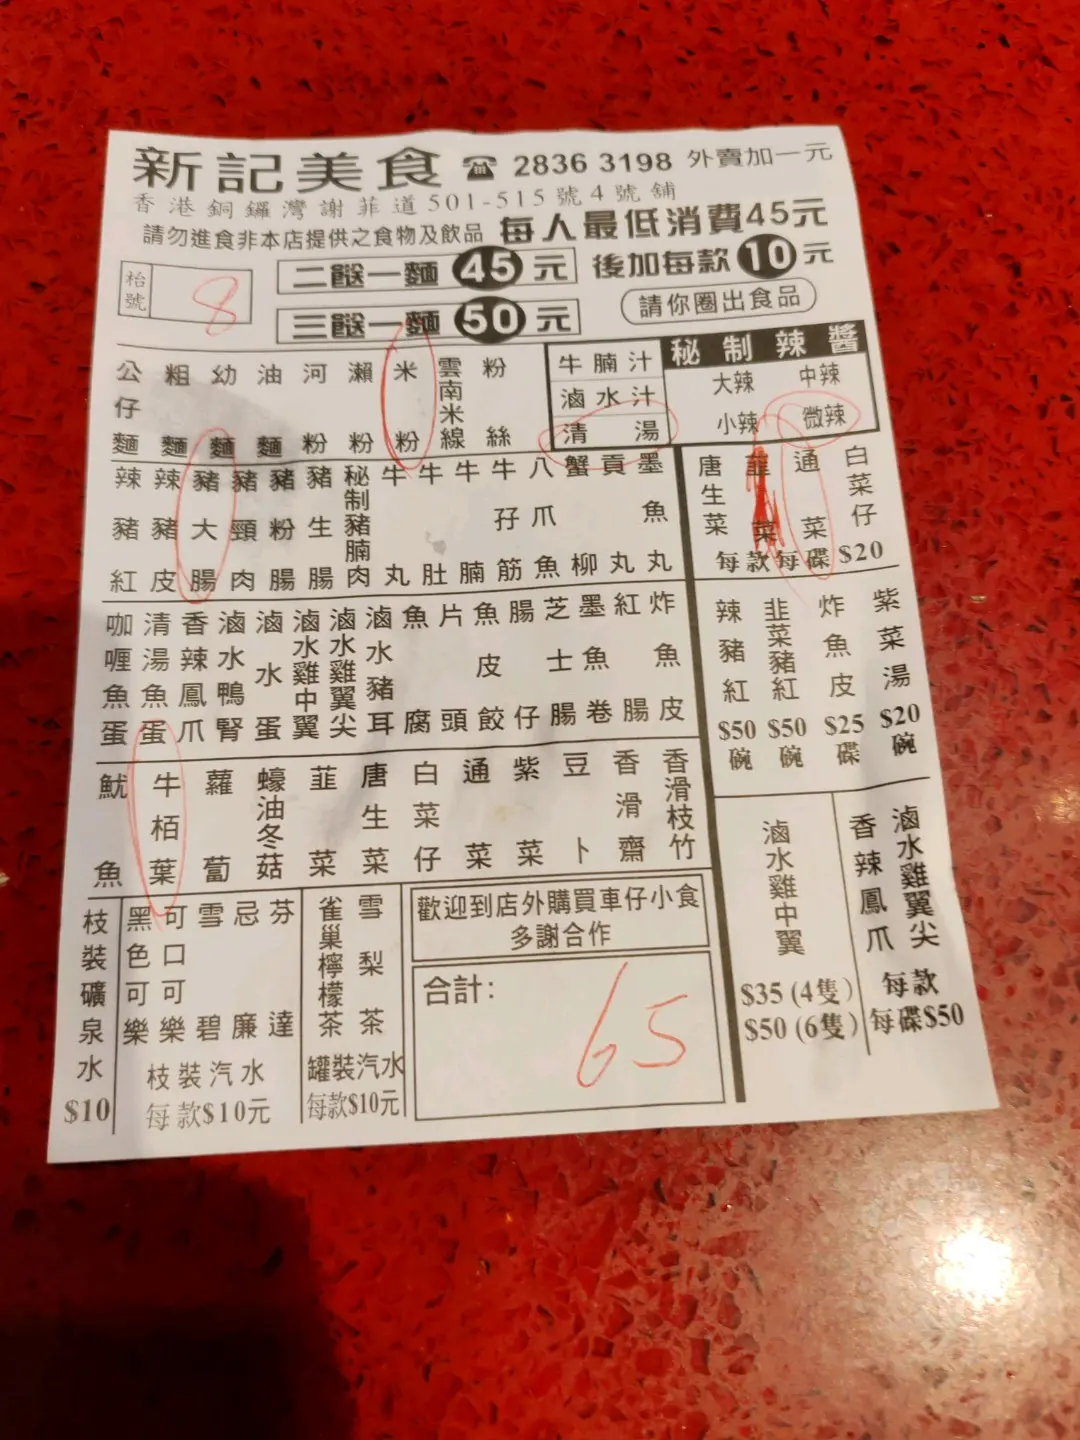 新記美食 ☎ 2836 3198 外賣加一元
香港銅鑼灣謝菲道501-515號4號舖
請勿進食非本店提供之食物及飲品 每人最低消費45元
枱號 8
二餸一麵 45 元 後加每款 10 元
三餸一麵 50 元 請你圈出食品
公仔麵 粗麵 幼麵 油麵 河粉 瀨粉 米粉 雲南米線 粉絲
牛腩汁
滷水汁
清湯
秘制辣醬
大辣 中辣
小辣 微辣
辣豬紅 辣豬皮 豬大腸 豬頸肉 豬粉腸 豬生腸 秘制豬腩肉 牛丸 牛肚 牛腩 牛孖筋 八爪魚 蟹柳 貢丸 墨魚丸
唐生菜 韮菜 通菜 白菜仔
每款每碟$20
咖喱魚蛋 清湯魚蛋 香辣鳳爪 滷水鴨腎 滷水蛋 滷水雞中翼 滷水雞翼尖 滷水豬耳 魚腐 片頭 魚皮餃 腸仔 芝士腸 墨魚卷 紅腸 炸魚皮
辣豬紅 $50碗
韭菜豬紅 $50碗
炸魚皮 $25碟
紫菜湯 $20碗
魷魚 牛栢葉 蘿蔔 蠔油冬菇 韮菜 唐生菜 白菜仔 通菜 紫菜 豆卜 香滑齋 香滑枝竹
滷水雞中翼
$35 (4隻)
$50 (6隻)
香辣鳳爪 滷水雞翼尖
每款
每碟$50
枝裝礦泉水
$10
黑色可樂 可口可樂 雪碧 忌廉 芬達
枝裝汽水
每款$10元
雀巢檸檬茶 雪梨茶
罐裝汽水
每款$10元
歡迎到店外購買車仔小食
多謝合作
合計:
65